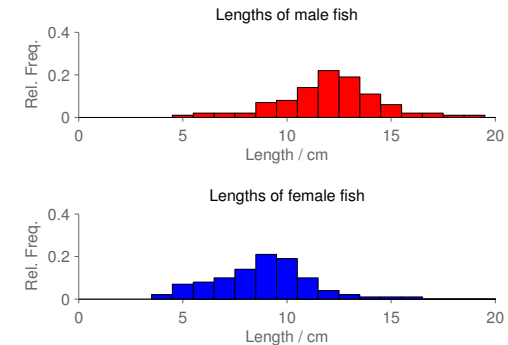 Lengths of male fish
0.4
0.2
0
Rel. Freq.
0 5 10 15 20
Length / cm
Lengths of female fish
0.4
0.2
0
Rel. Freq.
0 5 10 15 20
Length / cm